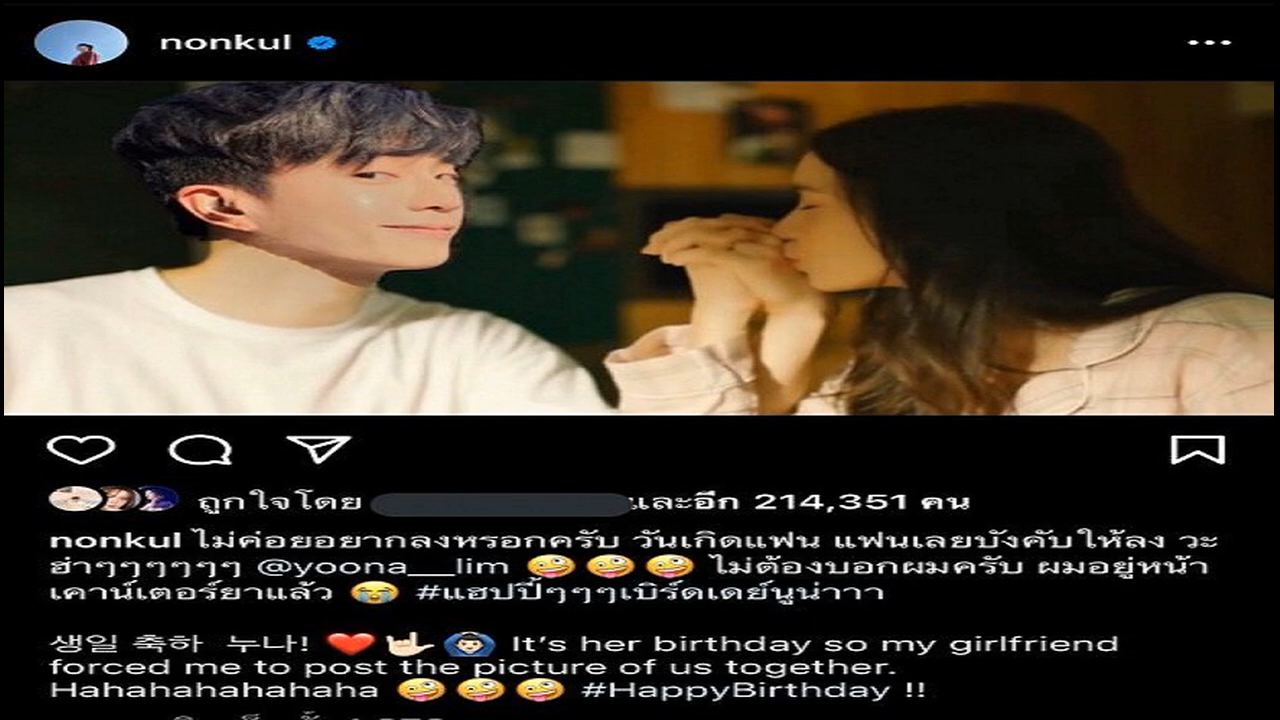 nonkul
ถูกใจโดย และอีก 214,351 คน
nonkul ไม่ค่อยอยากลงหรอกครับ วันเกิดแฟน แฟนเลยบังคับให้ลง วะ
ฮ่าๆๆๆๆๆๆ @yoona__lim 🤪🤪🤪 ไม่ต้องบอกผมครับ ผมอยู่หน้า
เคาน์เตอร์ยาแล้ว 😭 #แฮปปี้ๆๆๆเบิร์ดเดย์นูน่าาา
생일 축하 누나! ❤️🤟🏻🙆🏻‍♂️ It's her birthday so my girlfriend
forced me to post the picture of us together.
Hahahahahahaha 🤪🤪🤪 #HappyBirthday !!